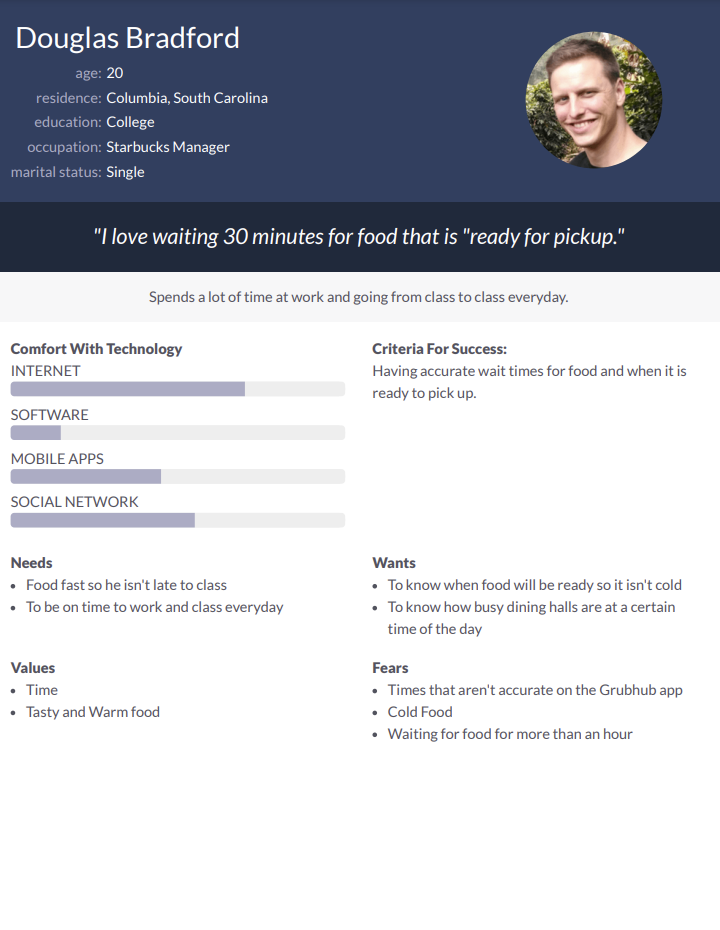 Douglas Bradford
age: 20
residence: Columbia, South Carolina
education: College
occupation: Starbucks Manager
marital status: Single
"I love waiting 30 minutes for food that is "ready for pickup."
Spends a lot of time at work and going from class to class everyday.
Comfort With Technology
INTERNET
SOFTWARE
MOBILE APPS
SOCIAL NETWORK
Criteria For Success:
Having accurate wait times for food and when it is
ready to pick up.
Needs
• Food fast so he isn't late to class
• To be on time to work and class everyday
Wants
• To know when food will be ready so it isn't cold
• To know how busy dining halls are at a certain
time of the day
Values
• Time
• Tasty and Warm food
Fears
• Times that aren't accurate on the Grubhub app
• Cold Food
• Waiting for food for more than an hour